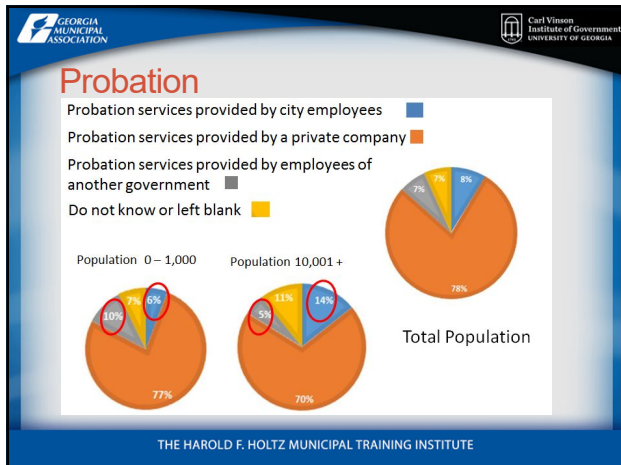 GEORGIA
MUNICIPAL
ASSOCIATION
Carl Vinson
Institute of Government
UNIVERSITY OF GEORGIA
Probation
Probation services provided by city employees
Probation services provided by a private company
Probation services provided by employees of
another government
Do not know or left blank
7%
7%
8%
78%
Population 0 – 1,000
Population 10,001 +
10%
7%
6%
77%
5%
11%
14%
70%
Total Population
THE HAROLD F. HOLTZ MUNICIPAL TRAINING INSTITUTE